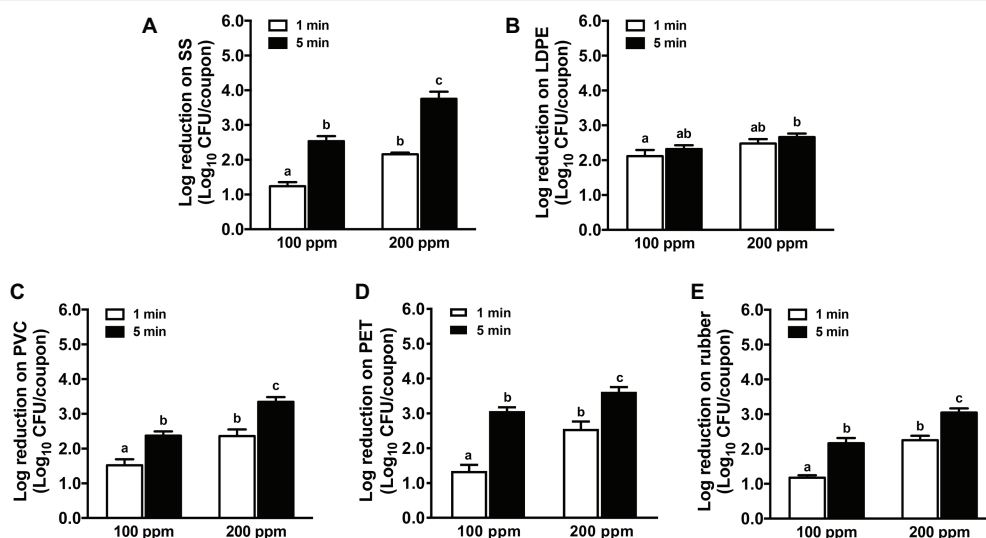 A
Log reduction on SS
(Log10 CFU/coupon)
6.0
5.0
4.0
3.0
2.0
1.0
0.0
1 min
5 min
a
b
b
c
100 ppm
200 ppm
B
Log reduction on LDPE
(Log10 CFU/coupon)
6.0
5.0
4.0
3.0
2.0
1.0
0.0
1 min
5 min
a
ab
ab
b
100 ppm
200 ppm
C
Log reduction on PVC
(Log10 CFU/coupon)
6.0
5.0
4.0
3.0
2.0
1.0
0.0
1 min
5 min
a
b
b
c
100 ppm
200 ppm
D
Log reduction on PET
(Log10 CFU/coupon)
6.0
5.0
4.0
3.0
2.0
1.0
0.0
1 min
5 min
a
b
b
c
100 ppm
200 ppm
E
Log reduction on rubber
(Log10 CFU/coupon)
6.0
5.0
4.0
3.0
2.0
1.0
0.0
1 min
5 min
a
b
b
c
100 ppm
200 ppm